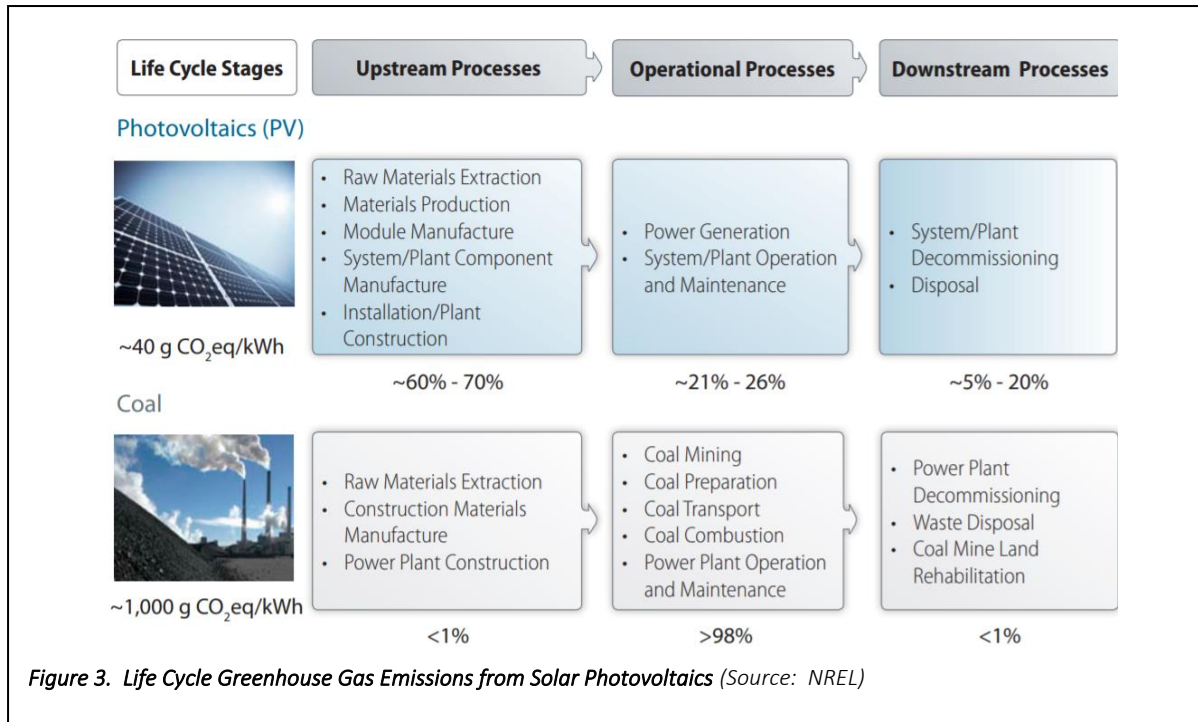 Life Cycle Stages
Upstream Processes
Operational Processes
Downstream Processes
Photovoltaics (PV)
~40 g CO₂eq/kWh
• Raw Materials Extraction
• Materials Production
• Module Manufacture
• System/Plant Component
Manufacture
• Installation/Plant
Construction
~60% - 70%
• Power Generation
• System/Plant Operation
and Maintenance
~21% - 26%
• System/Plant
Decommissioning
• Disposal
~5% - 20%
Coal
~1,000 g CO₂eq/kWh
• Raw Materials Extraction
• Construction Materials
Manufacture
• Power Plant Construction
<1%
• Coal Mining
• Coal Preparation
• Coal Transport
• Coal Combustion
• Power Plant Operation
and Maintenance
>98%
• Power Plant
Decommissioning
• Waste Disposal
• Coal Mine Land
Rehabilitation
<1%
Figure 3. Life Cycle Greenhouse Gas Emissions from Solar Photovoltaics (Source: NREL)